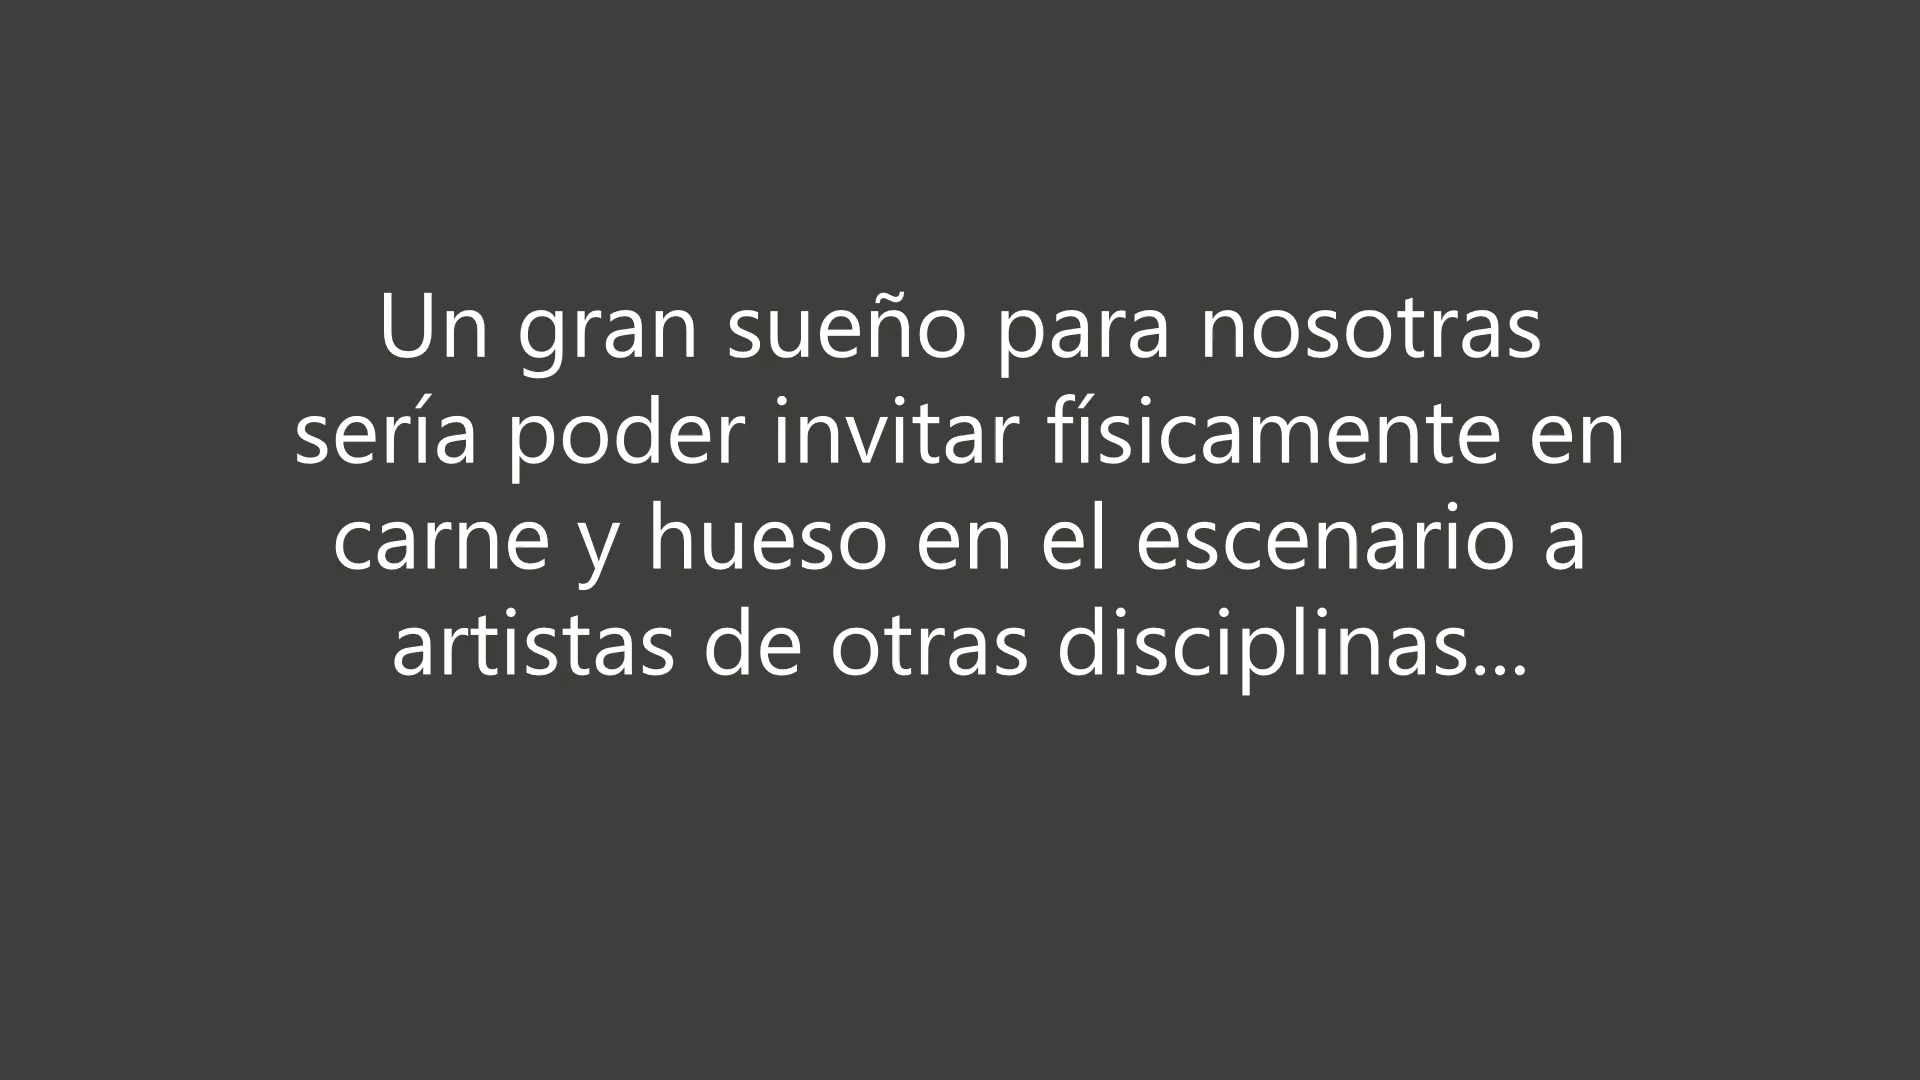 Un gran sueño para nosotras
sería poder invitar físicamente en
carne y hueso en el escenario a
artistas de otras disciplinas...